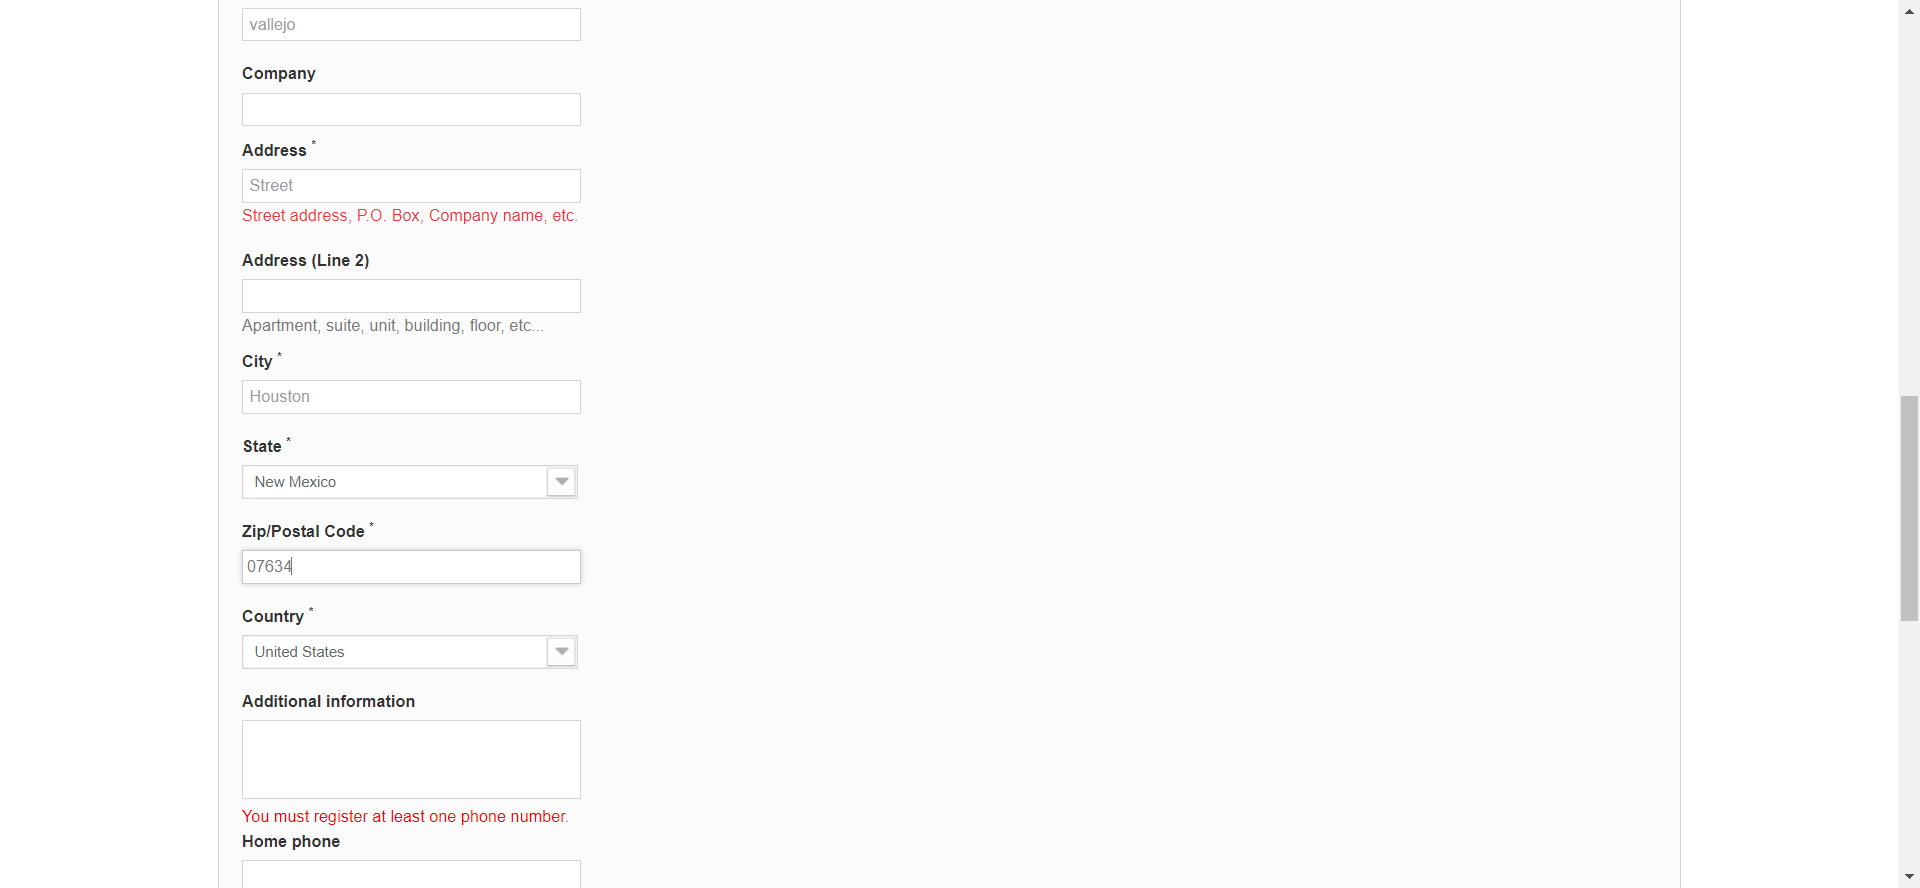 vallejo
Company
Address *
Street
Street address, P.O. Box, Company name, etc.
Address (Line 2)
Apartment, suite, unit, building, floor, etc...
City *
Houston
State *
New Mexico
Zip/Postal Code *
07634
Country *
United States
Additional information
You must register at least one phone number.
Home phone